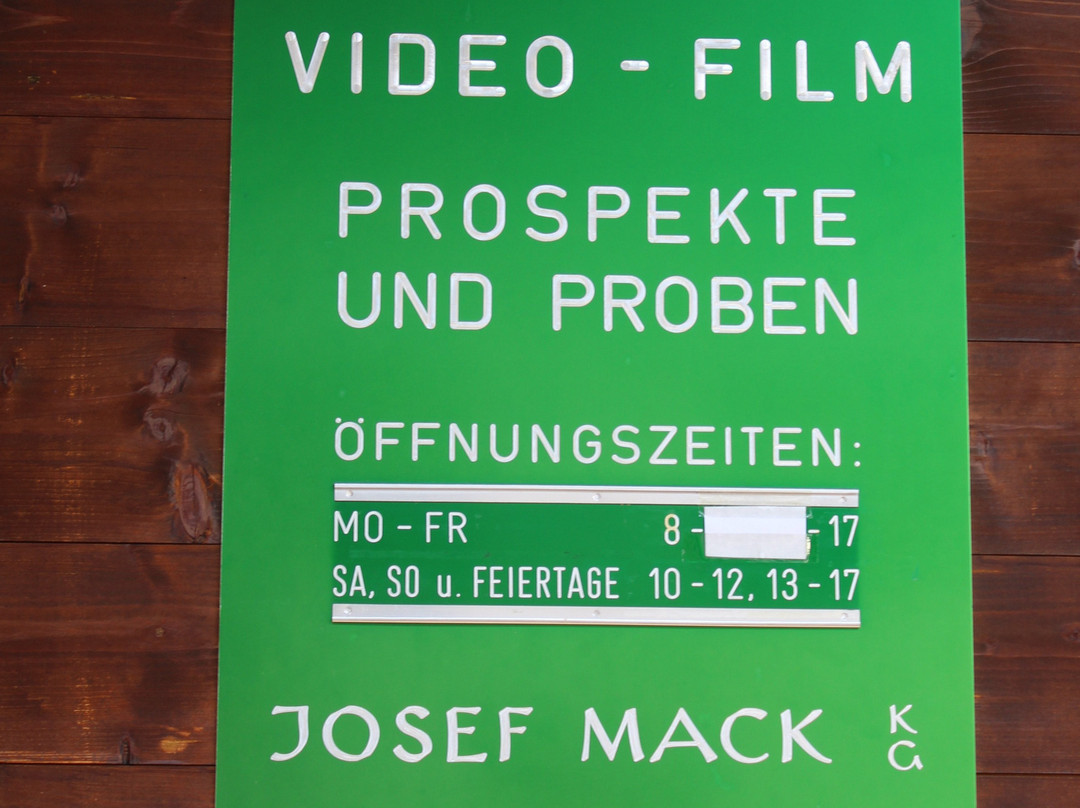 VIDEO - FILM
PROSPEKTE
UND PROBEN
ÖFFNUNGSZEITEN:
MO - FR 8 - - 17
SA, SO u. FEIERTAGE 10 - 12, 13 - 17
JOSEF MACK KG